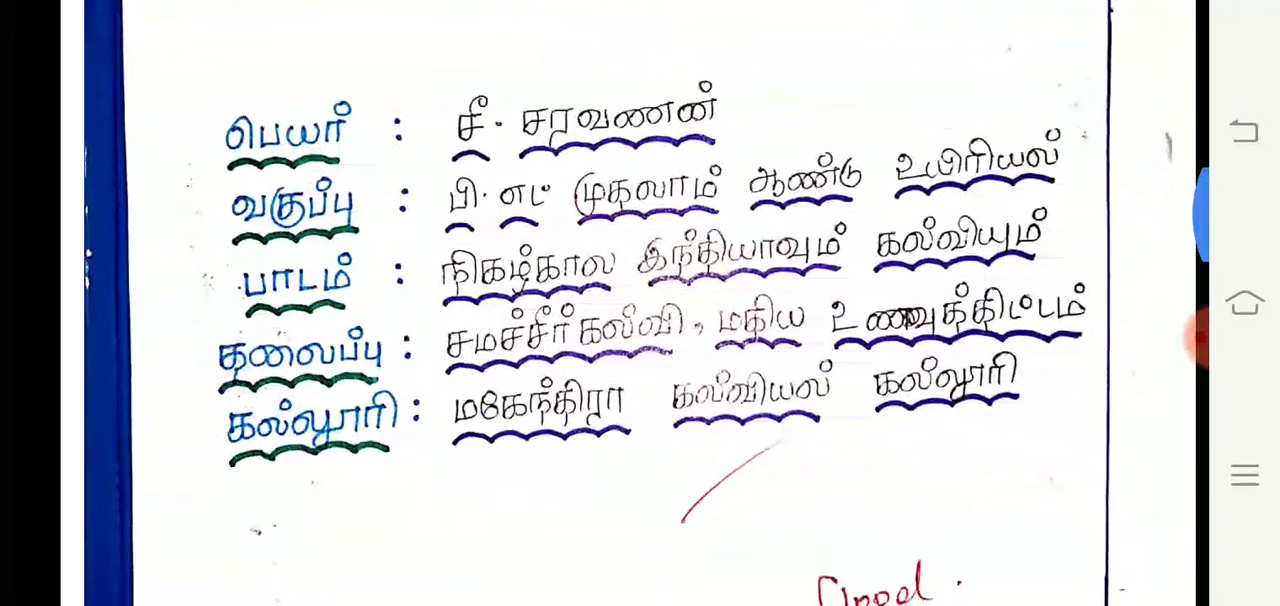 பெயர் : சீ. சரவணன்
வகுப்பு : பி. எட் முதலாம் ஆண்டு உயிரியல்
பாடம் : நிகழ்கால இந்தியாவும் கல்வியும்
தலைப்பு : சமச்சீர் கல்வி, மதிய உணவுத்திட்டம்
கல்லூரி : மகேந்திரா கல்வியல் கல்லூரி
Good.